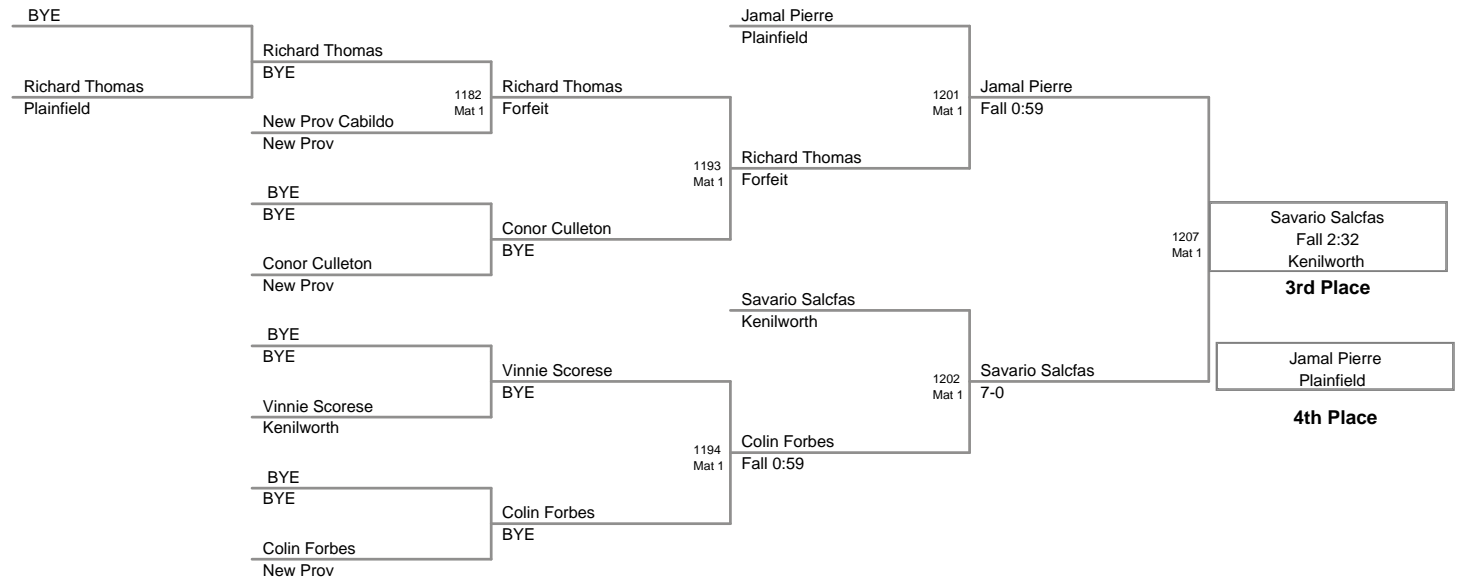 BYE
Richard Thomas
Plainfield
Richard Thomas
BYE
New Prov Cabildo
New Prov
BYE
BYE
Conor Culleton
New Prov
BYE
BYE
Vinnie Scorese
Kenilworth
BYE
BYE
Colin Forbes
New Prov
1182
Mat 1
Richard Thomas
Forfeit
Conor Culleton
BYE
Vinnie Scorese
BYE
Colin Forbes
BYE
1193
Mat 1
1194
Mat 1
Jamal Pierre
Plainfield
Richard Thomas
Forfeit
Savario Salcfas
Kenilworth
Colin Forbes
Fall 0:59
1201
Mat 1
1202
Mat 1
Jamal Pierre
Fall 0:59
Savario Salcfas
7-0
1207
Mat 1
Savario Salcfas
Fall 2:32
Kenilworth
3rd Place
Jamal Pierre
Plainfield
4th Place